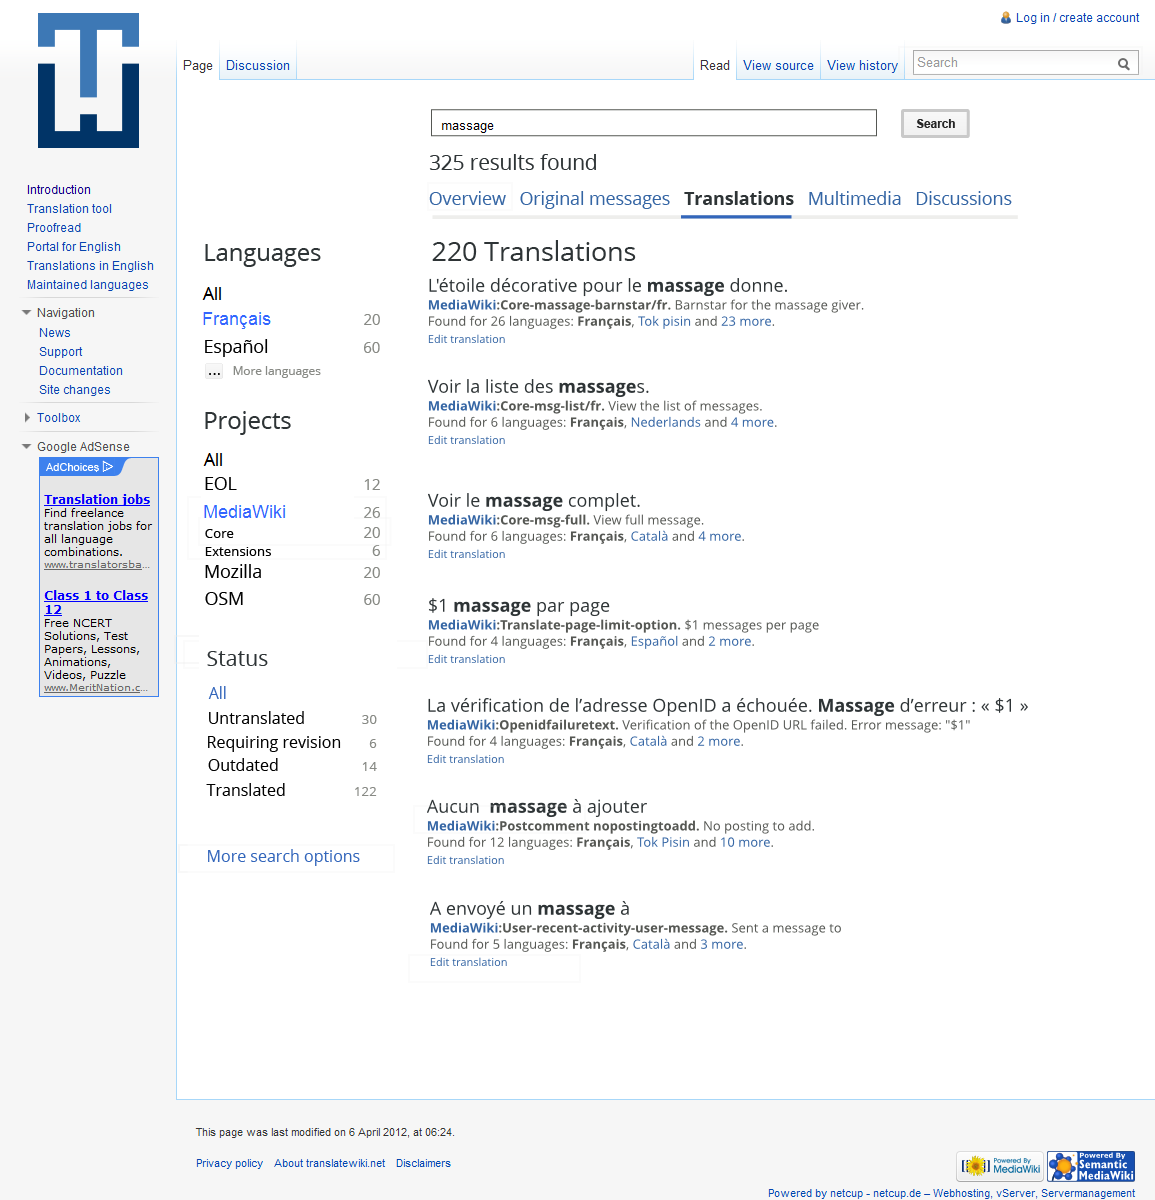 Log in / create account
Page
Discussion
Read
View source
View history
Search
massage
Search
325 results found
Overview
Original messages
Translations
Multimedia
Discussions
Introduction
Translation tool
Proofread
Portal for English
Translations in English
Maintained languages
Navigation
News
Support
Documentation
Site changes
Toolbox
Google AdSense
AdChoices
Translation jobs
Find freelance
translation jobs for
all language
combinations.
www.translatorsba...
Class 1 to Class
12
Free NCERT
Solutions, Test
Papers, Lessons,
Animations,
Videos, Puzzle
www.MeritNation.c...
Languages
All
Français 20
Español 60
... More languages
Projects
All
EOL 12
MediaWiki 26
Core 20
Extensions 6
Mozilla 20
OSM 60
Status
All
Untranslated 30
Requiring revision 6
Outdated 14
Translated 122
More search options
220 Translations
L'étoile décorative pour le massage donne.
MediaWiki:Core-massage-barnstar/fr. Barnstar for the massage giver.
Found for 26 languages: Français, Tok pisin and 23 more.
Edit translation
Voir la liste des massages.
MediaWiki:Core-msg-list/fr. View the list of messages.
Found for 6 languages: Français, Nederlands and 4 more.
Edit translation
Voir le massage complet.
MediaWiki:Core-msg-full. View full message.
Found for 6 languages: Français, Català and 4 more.
Edit translation
$1 massage par page
MediaWiki:Translate-page-limit-option. $1 messages per page
Found for 4 languages: Français, Español and 2 more.
Edit translation
La vérification de l’adresse OpenID a échouée. Massage d’erreur : « $1 »
MediaWiki:Openidfailuretext. Verification of the OpenID URL failed. Error message: "$1"
Found for 4 languages: Français, Català and 2 more.
Edit translation
Aucun massage à ajouter
MediaWiki:Postcomment nopostingtoadd. No posting to add.
Found for 12 languages: Français, Tok Pisin and 10 more.
Edit translation
A envoyé un massage à
MediaWiki:User-recent-activity-user-message. Sent a message to
Found for 5 languages: Français, Català and 3 more.
Edit translation
This page was last modified on 6 April 2012, at 06:24.
Privacy policy
About translatewiki.net
Disclaimers
Powered By
MediaWiki
Powered By
Semantic
MediaWiki
Powered by netcup - netcup.de – Webhosting, vServer, Servermanagement